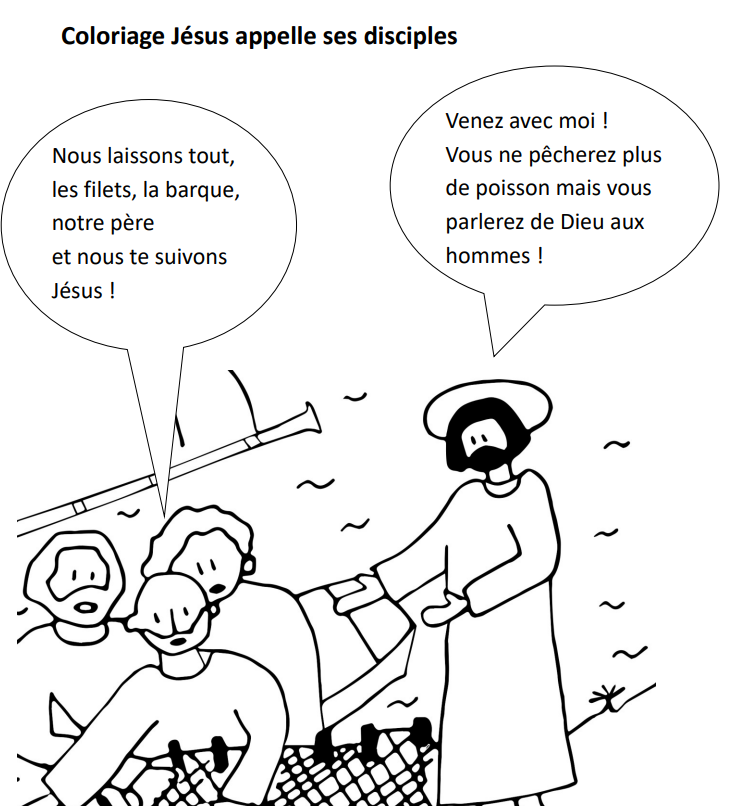 Coloriage Jésus appelle ses disciples
Nous laissons tout,
les filets, la barque,
notre père
et nous te suivons
Jésus !
Venez avec moi !
Vous ne pêcherez plus
de poisson mais vous
parlerez de Dieu aux
hommes !